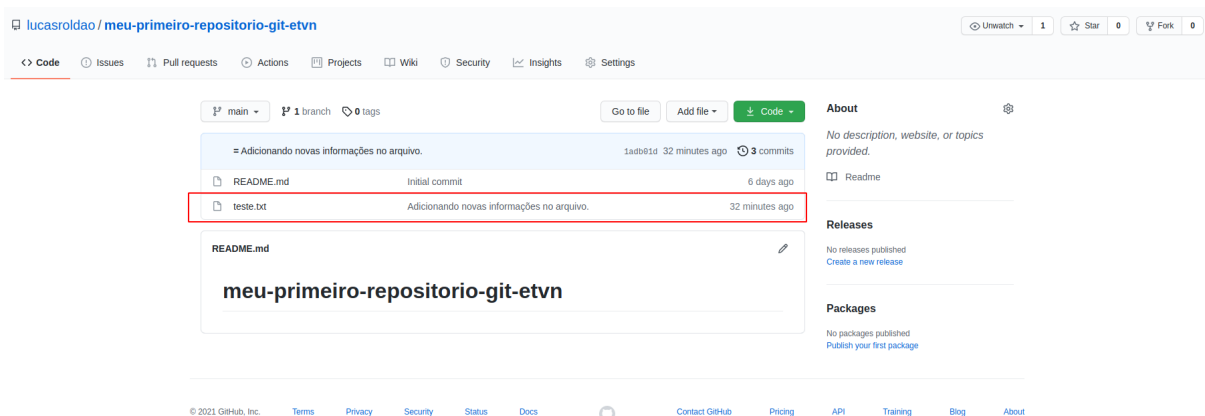 lucasroldao / meu-primeiro-repositorio-git-etvn
Unwatch 1 Star 0 Fork 0
<> Code Issues Pull requests Actions Projects Wiki Security Insights Settings
main 1 branch 0 tags Go to file Add file Code
= Adicionando novas informações no arquivo. 1adb01d 32 minutes ago 3 commits
README.md Initial commit 6 days ago
teste.txt Adicionando novas informações no arquivo. 32 minutes ago
README.md
meu-primeiro-repositorio-git-etvn
About
No description, website, or topics
provided.
Readme
Releases
No releases published
Create a new release
Packages
No packages published
Publish your first package
© 2021 GitHub, Inc. Terms Privacy Security Status Docs Contact GitHub Pricing API Training Blog About